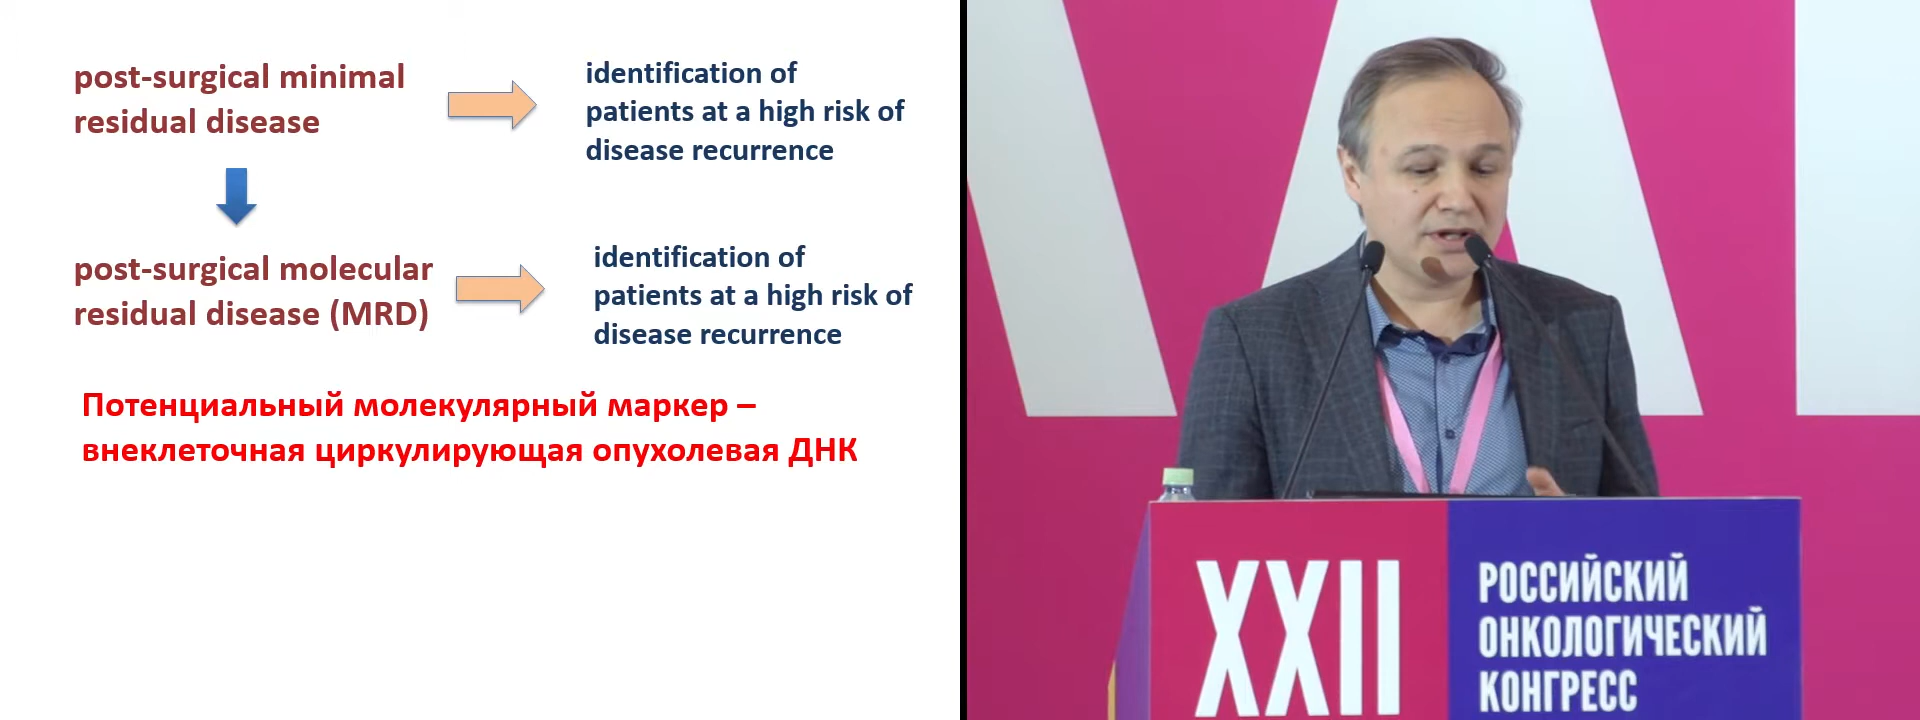 post-surgical minimal
residual disease
identification of
patients at a high risk of
disease recurrence
post-surgical molecular
residual disease (MRD)
identification of
patients at a high risk of
disease recurrence
Потенциальный молекулярный маркер –
внеклеточная циркулирующая опухолевая ДНК
XXII
РОССИЙСКИЙ
ОНКОЛОГИЧЕСКИЙ
КОНГРЕСС